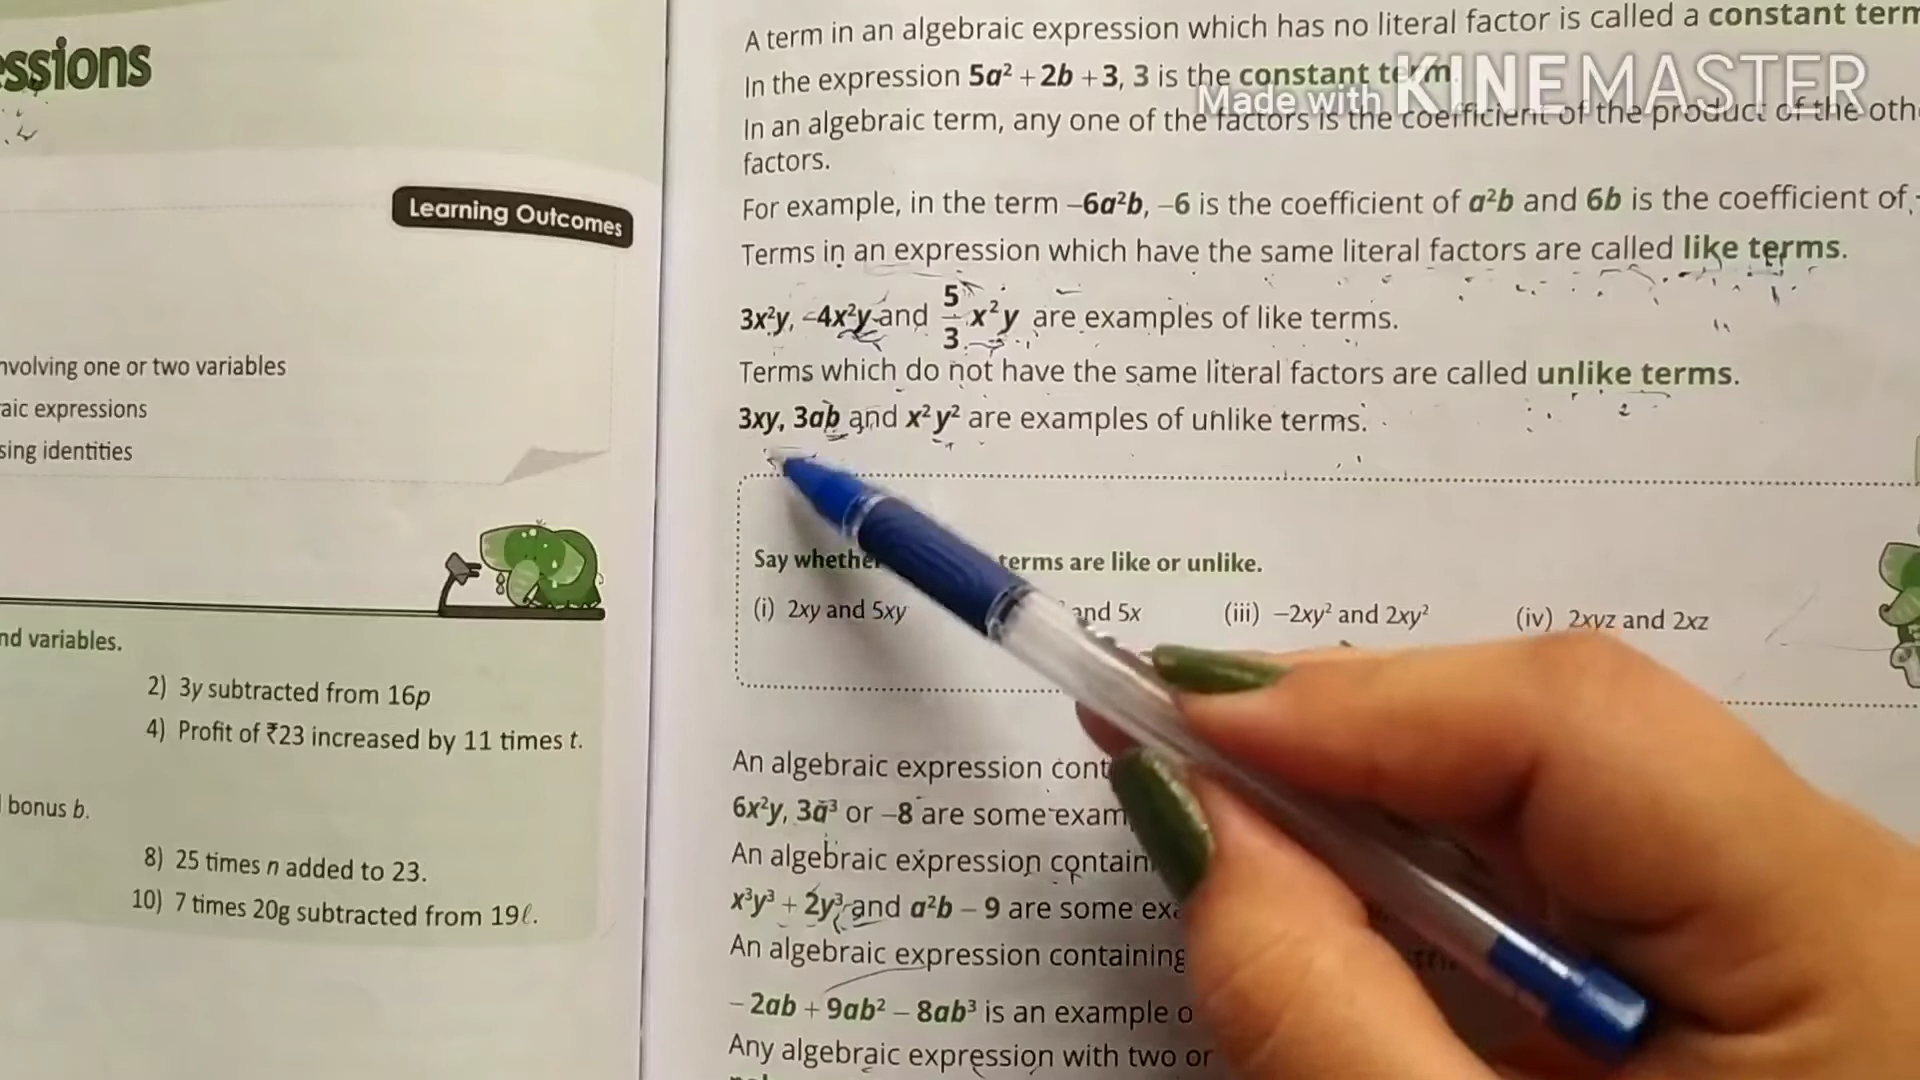 ssions
Learning Outcomes
nvolving one or two variables
aic expressions
sing identities
nd variables.
2) 3y subtracted from 16p
4) Profit of ₹23 increased by 11 times t.
bonus b.
8) 25 times n added to 23.
10) 7 times 20g subtracted from 19ℓ.
A term in an algebraic expression which has no literal factor is called a constant term
In the expression 5a² + 2b + 3, 3 is the constant term.
Made with KINEMASTER
In an algebraic term, any one of the factors is the coefficient of the product of the oth
factors.
For example, in the term –6a²b, –6 is the coefficient of a²b and 6b is the coefficient of
Terms in an expression which have the same literal factors are called like terms.
3x²y, –4x²y and 5/3 x²y are examples of like terms.
Terms which do not have the same literal factors are called unlike terms.
3xy, 3ab and x²y² are examples of unlike terms.
Say whether terms are like or unlike.
(i) 2xy and 5xy and 5x (iii) –2xy² and 2xy² (iv) 2xyz and 2xz
An algebraic expression cont
6x²y, 3a³ or –8 are some exam
An algebraic expression contain
x³y³ + 2y³ and a²b – 9 are some ex
An algebraic expression containing
– 2ab + 9ab² – 8ab³ is an example o
Any algebraic expression with two or